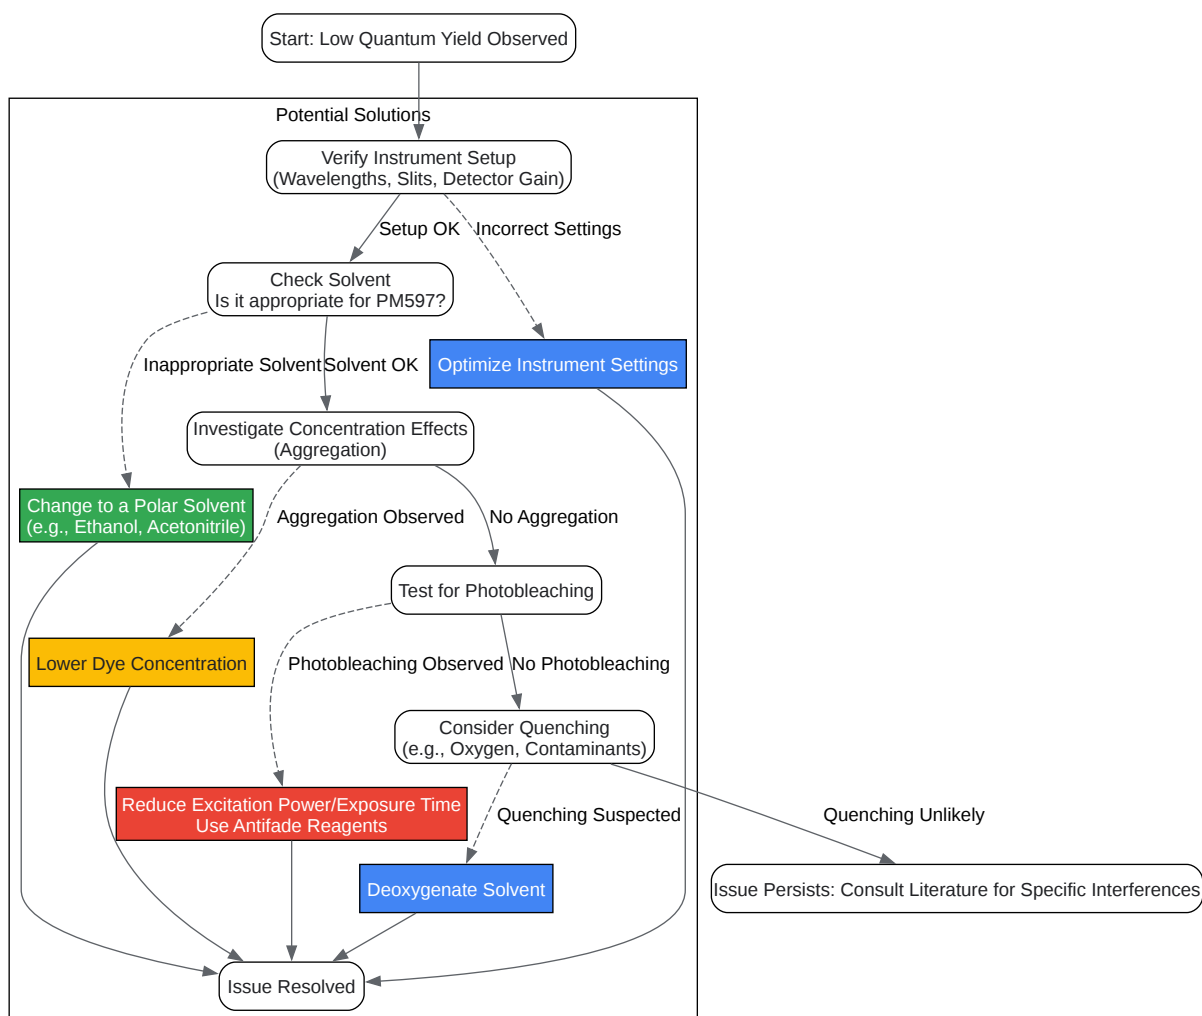 Start: Low Quantum Yield Observed
Potential Solutions
Verify Instrument Setup
(Wavelengths, Slits, Detector Gain)
Setup OK
Incorrect Settings
Check Solvent
Is it appropriate for PM597?
Inappropriate Solvent
Solvent OK
Optimize Instrument Settings
Investigate Concentration Effects
(Aggregation)
Change to a Polar Solvent
(e.g., Ethanol, Acetonitrile)
Aggregation Observed
No Aggregation
Test for Photobleaching
Lower Dye Concentration
Photobleaching Observed
No Photobleaching
Consider Quenching
(e.g., Oxygen, Contaminants)
Reduce Excitation Power/Exposure Time
Use Antifade Reagents
Quenching Suspected
Quenching Unlikely
Deoxygenate Solvent
Issue Persists: Consult Literature for Specific Interferences
Issue Resolved